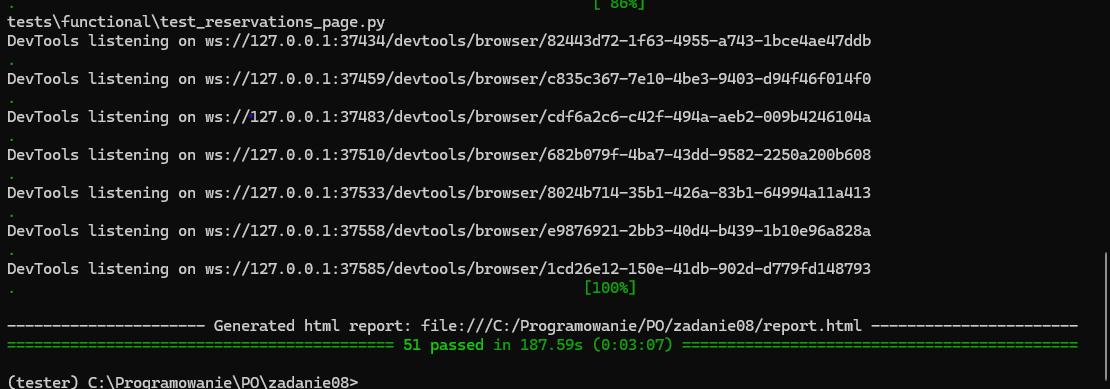 . [ 86%]
tests\functional\test_reservations_page.py
DevTools listening on ws://127.0.0.1:37434/devtools/browser/82443d72-1f63-4955-a743-1bce4ae47ddb
.
DevTools listening on ws://127.0.0.1:37459/devtools/browser/c835c367-7e10-4be3-9403-d94f46f014f0
.
DevTools listening on ws://127.0.0.1:37483/devtools/browser/cdf6a2c6-c42f-494a-aeb2-009b4246104a
.
DevTools listening on ws://127.0.0.1:37510/devtools/browser/682b079f-4ba7-43dd-9582-2250a200b608
.
DevTools listening on ws://127.0.0.1:37533/devtools/browser/8024b714-35b1-426a-83b1-64994a11a413
.
DevTools listening on ws://127.0.0.1:37558/devtools/browser/e9876921-2bb3-40d4-b439-1b10e96a828a
.
DevTools listening on ws://127.0.0.1:37585/devtools/browser/1cd26e12-150e-41db-902d-d779fd148793
. [100%]
---------------------- Generated html report: file:///C:/Programowanie/PO/zadanie08/report.html -----------------------
=========================================== 51 passed in 187.59s (0:03:07) ============================================
(tester) C:\Programowanie\PO\zadanie08>